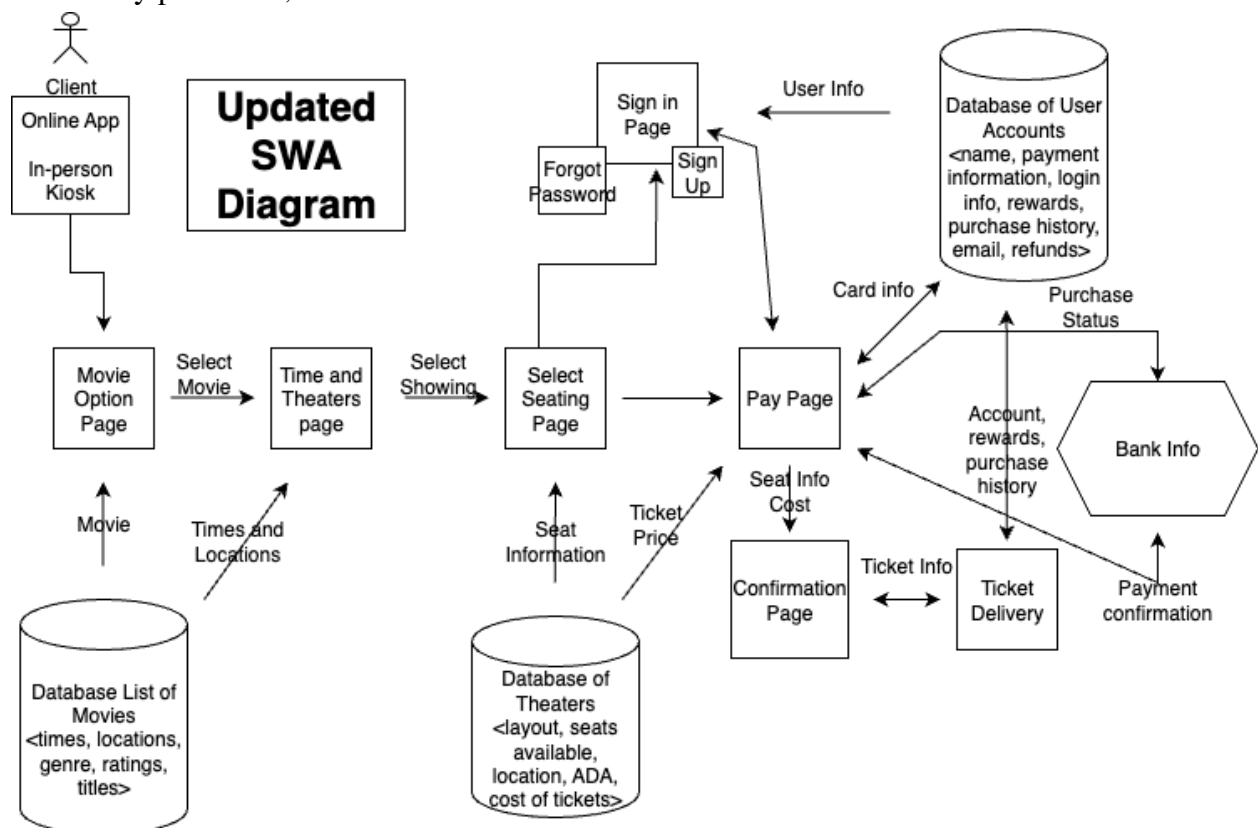 Client
Online App
In-person
Kiosk
Updated
SWA
Diagram
Sign in
Page
Forgot
Password
Sign
Up
User Info
Database of User
Accounts
<name, payment
information, login
info, rewards,
purchase history,
email, refunds>
Card info
Purchase
Status
Movie
Option
Page
Select
Movie
Time and
Theaters
page
Select
Showing
Select
Seating
Page
Pay Page
Account,
rewards,
purchase
history
Bank Info
Movie
Times and
Locations
Seat
Information
Ticket
Price
Seat Info
Cost
Confirmation
Page
Ticket Info
Ticket
Delivery
Payment
confirmation
Database List of
Movies
<times, locations,
genre, ratings,
titles>
Database of
Theaters
<layout, seats
available,
location, ADA,
cost of tickets>